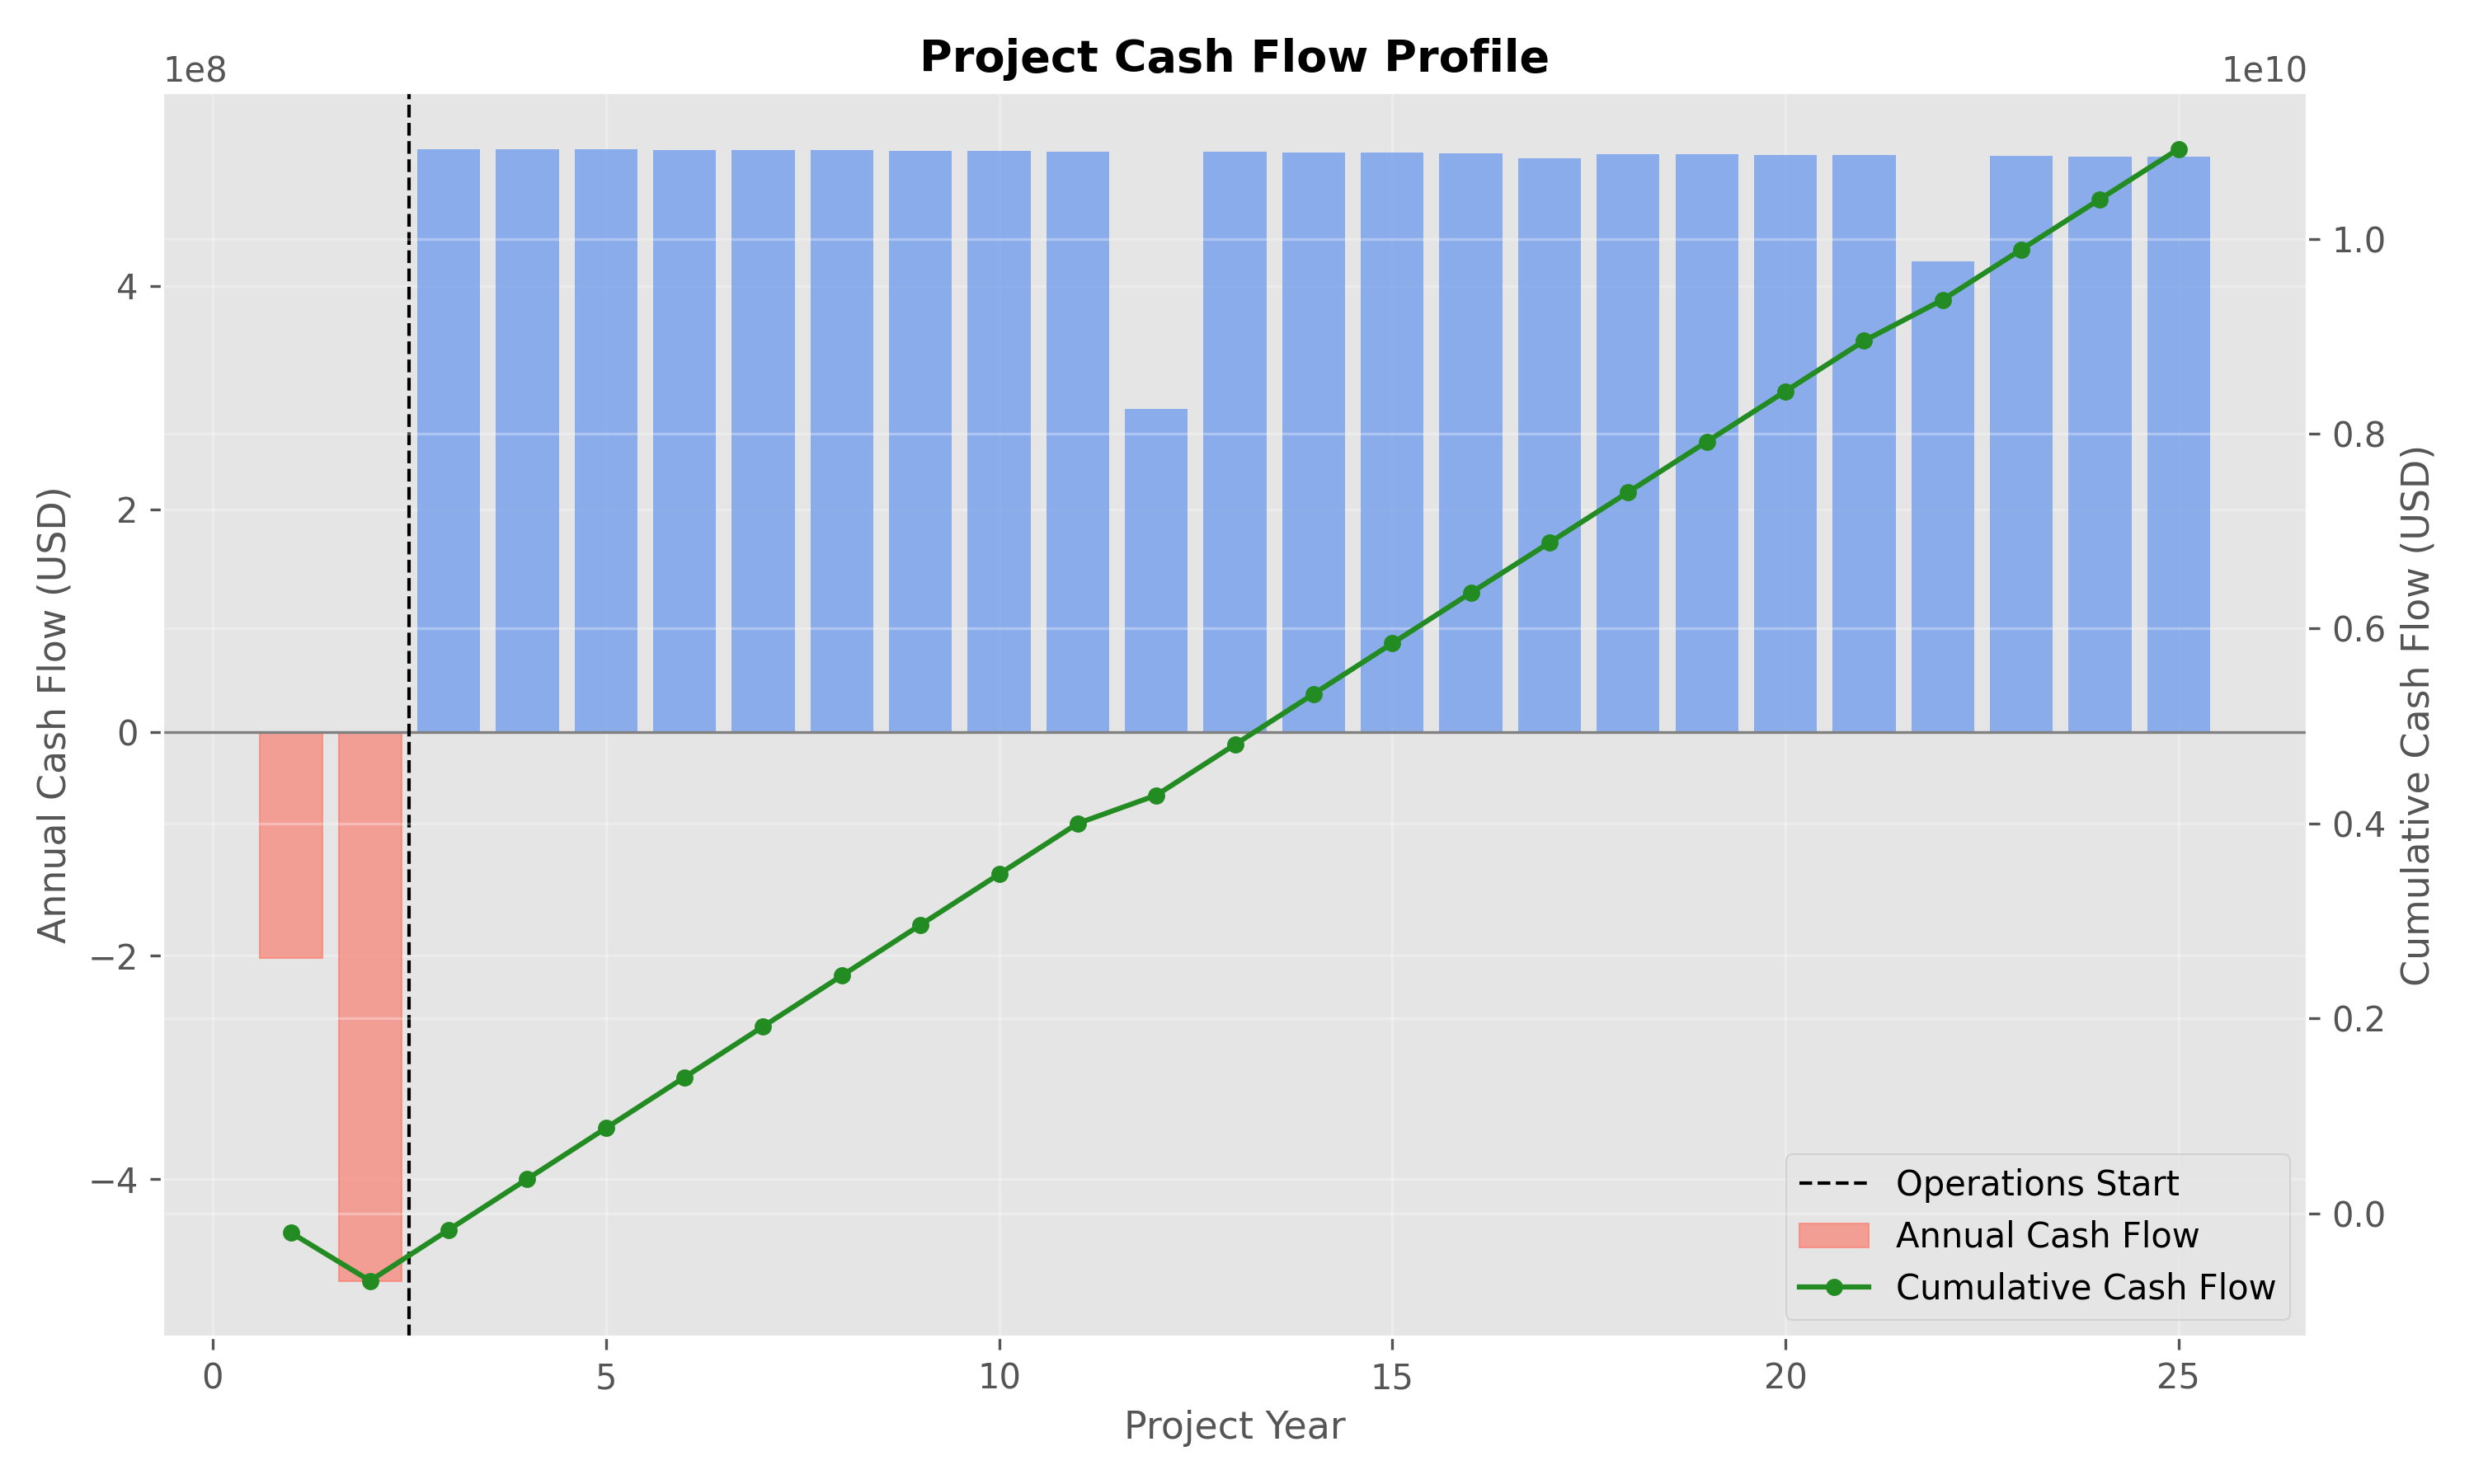 Project Cash Flow Profile
1e8
1e10
Annual Cash Flow (USD)
4
2
0
−2
−4
Cumulative Cash Flow (USD)
1.0
0.8
0.6
0.4
0.2
0.0
Operations Start
Annual Cash Flow
Cumulative Cash Flow
0
5
10
15
20
25
Project Year